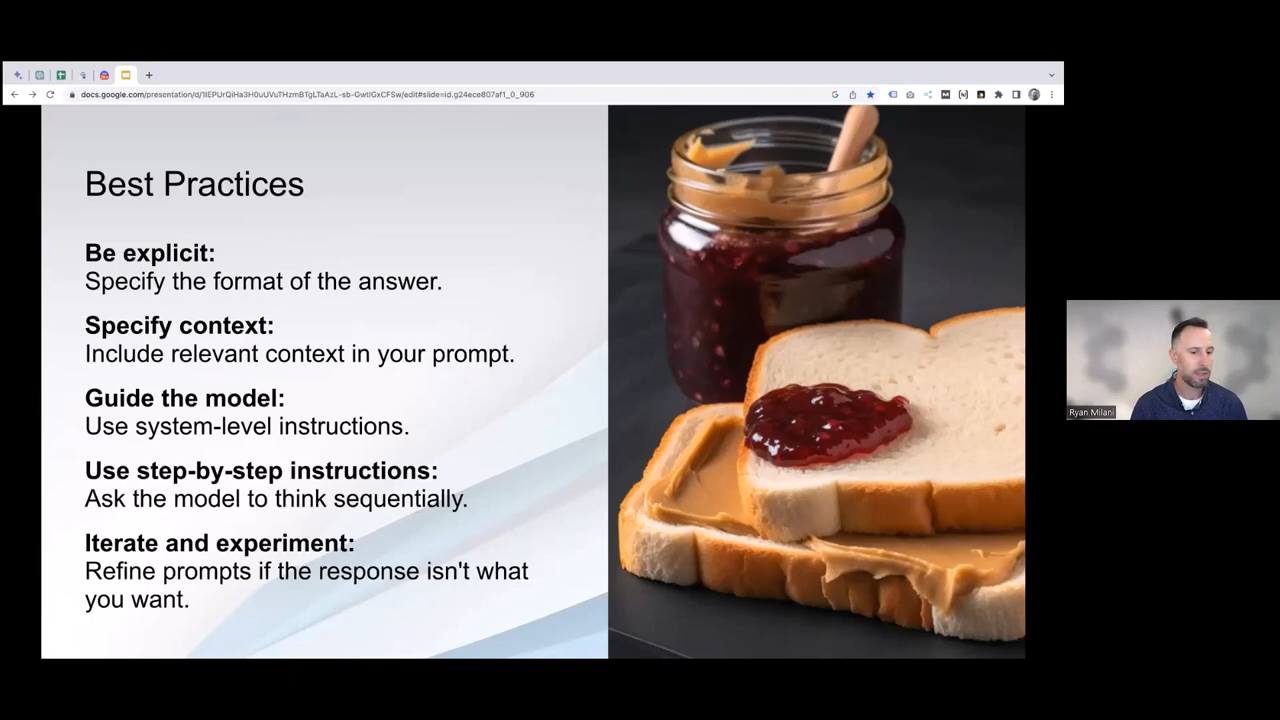 docs.google.com/presentation/d/1IEPUrQiHa3H0uUVuTHzmBTgLTaAzL-sb-GwtlGxCFSw/edit#slide=id.g24ece807af1_0_906
Best Practices
Be explicit:
Specify the format of the answer.
Specify context:
Include relevant context in your prompt.
Guide the model:
Use system-level instructions.
Use step-by-step instructions:
Ask the model to think sequentially.
Iterate and experiment:
Refine prompts if the response isn't what
you want.
Ryan Milani